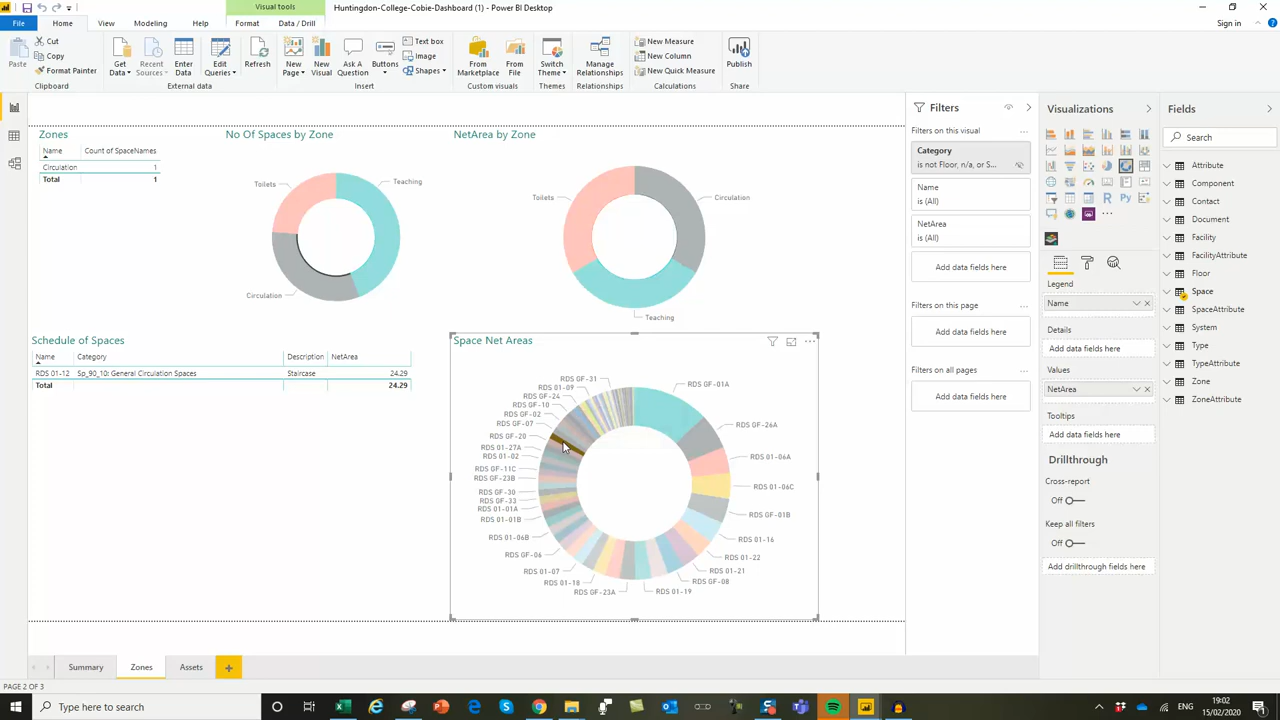 Visual tools
Huntingdon-College-Cobie-Dashboard (1) - Power BI Desktop
File
Home
View
Modeling
Help
Format
Data / Drill
Sign in
Paste
Cut
Copy
Format Painter
Clipboard
Get Data
Recent Sources
Enter Data
Edit Queries
Refresh
External data
New Page
New Visual
Ask A Question
Buttons
Text box
Image
Shapes
Insert
From Marketplace
From File
Custom visuals
Switch Theme
Themes
Manage Relationships
Relationships
New Measure
New Column
New Quick Measure
Calculations
Publish
Share
Zones
Name Count of SpaceNames
Circulation 1
Total 1
No Of Spaces by Zone
Toilets
Teaching
Circulation
NetArea by Zone
Toilets
Circulation
Teaching
Schedule of Spaces
Name Category Description NetArea
RDS 01-12 Sp_90_10: General Circulation Spaces Staircase 24.29
Total 24.29
Space Net Areas
RDS GF-31
RDS 01-09
RDS GF-24
RDS GF-10
RDS GF-02
RDS GF-07
RDS GF-20
RDS 01-27A
RDS 01-02
RDS GF-11C
RDS GF-23B
RDS GF-30
RDS GF-33
RDS 01-01A
RDS 01-01B
RDS 01-06B
RDS GF-06
RDS 01-07
RDS 01-18
RDS GF-23A
RDS GF-01A
RDS GF-26A
RDS 01-06A
RDS 01-06C
RDS GF-01B
RDS 01-16
RDS 01-22
RDS 01-21
RDS GF-08
RDS 01-19
Filters
Filters on this visual
Category
is not Floor, n/a, or S...
Name
is (All)
NetArea
is (All)
Add data fields here
Filters on this page
Add data fields here
Filters on all pages
Add data fields here
Visualizations
Legend
Name
Details
Add data fields here
Values
NetArea
Tooltips
Add data fields here
Drillthrough
Cross-report
Off
Keep all filters
Off
Add drillthrough fields here
Fields
Search
Attribute
Component
Contact
Document
Facility
FacilityAttribute
Floor
Space
SpaceAttribute
System
Type
TypeAttribute
Zone
ZoneAttribute
Summary
Zones
Assets
PAGE 2 OF 3
Type here to search
ENG
19:02
15/02/2020